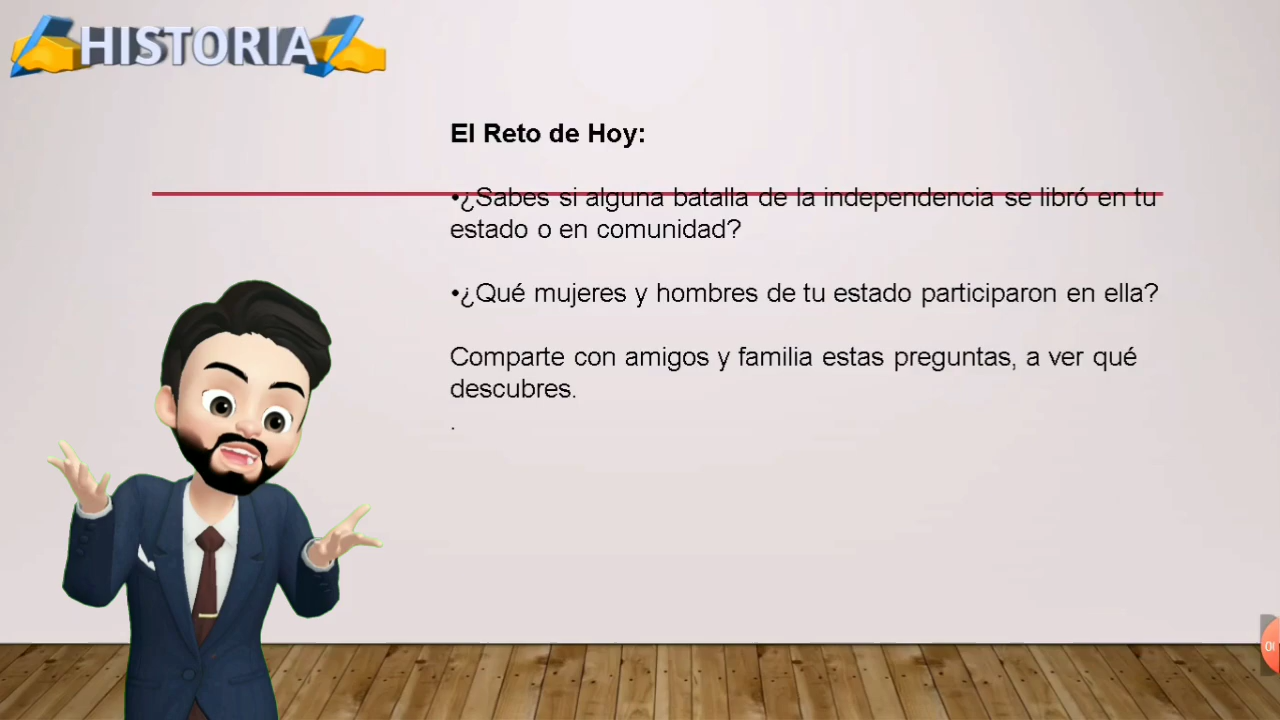 HISTORIA
El Reto de Hoy:
•¿Sabes si alguna batalla de la independencia se libró en tu
estado o en comunidad?
•¿Qué mujeres y hombres de tu estado participaron en ella?
Comparte con amigos y familia estas preguntas, a ver qué
descubres.
.